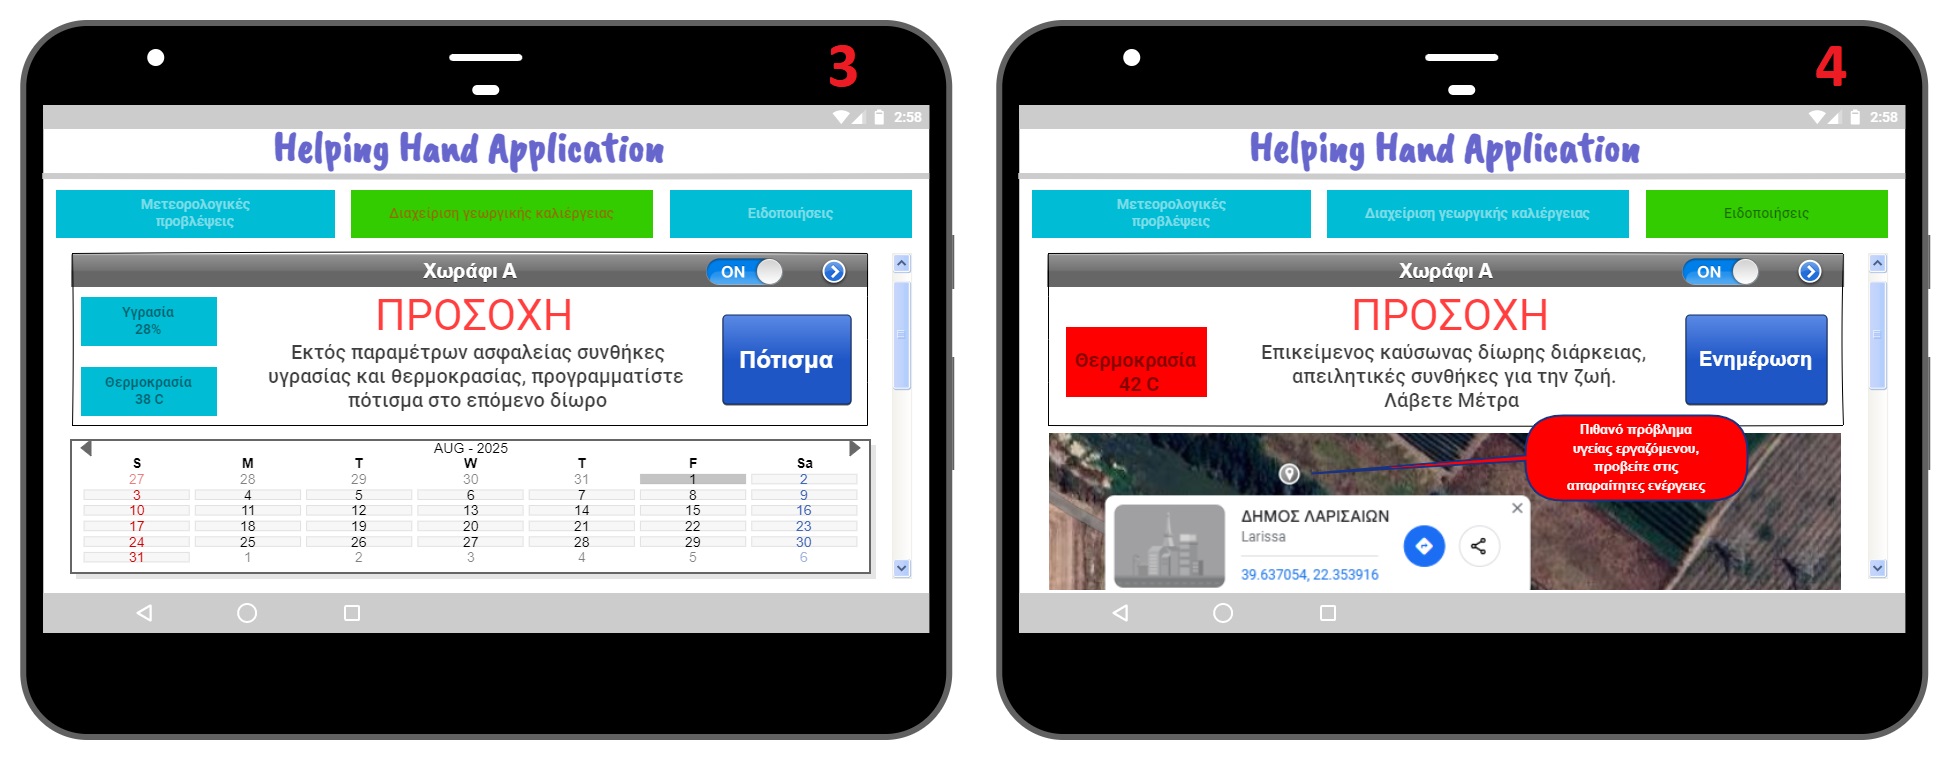 3
2:58
Helping Hand Application
Μετεορολογικές
προβλέψεις
Διαχείριση γεωργικής καλιέργειας
Ειδοποιήσεις
Χωράφι Α
ON
Υγρασία
28%
Θερμοκρασία
38 C
ΠΡΟΣΟΧΗ
Εκτός παραμέτρων ασφαλείας συνθήκες
υγρασίας και θερμοκρασίας, προγραμματίστε
πότισμα στο επόμενο δίωρο
Πότισμα
AUG - 2025
S M T W T F Sa
27 28 29 30 31 1 2
3 4 5 6 7 8 9
10 11 12 13 14 15 16
17 18 19 20 21 22 23
24 25 26 27 28 29 30
31 1 2 3 4 5 6
4
2:58
Helping Hand Application
Μετεορολογικές
προβλέψεις
Διαχείριση γεωργικής καλιέργειας
Ειδοποιήσεις
Χωράφι Α
ON
Θερμοκρασία
42 C
ΠΡΟΣΟΧΗ
Επικείμενος καύσωνας δίωρης διάρκειας,
απειλητικές συνθήκες για την ζωή.
Λάβετε Μέτρα
Ενημέρωση
Πιθανό πρόβλημα
υγείας εργαζόμενου,
προβείτε στις
απαραίτητες ενέργειες
ΔΗΜΟΣ ΛΑΡΙΣΑΙΩΝ
Larissa
39.637054, 22.353916